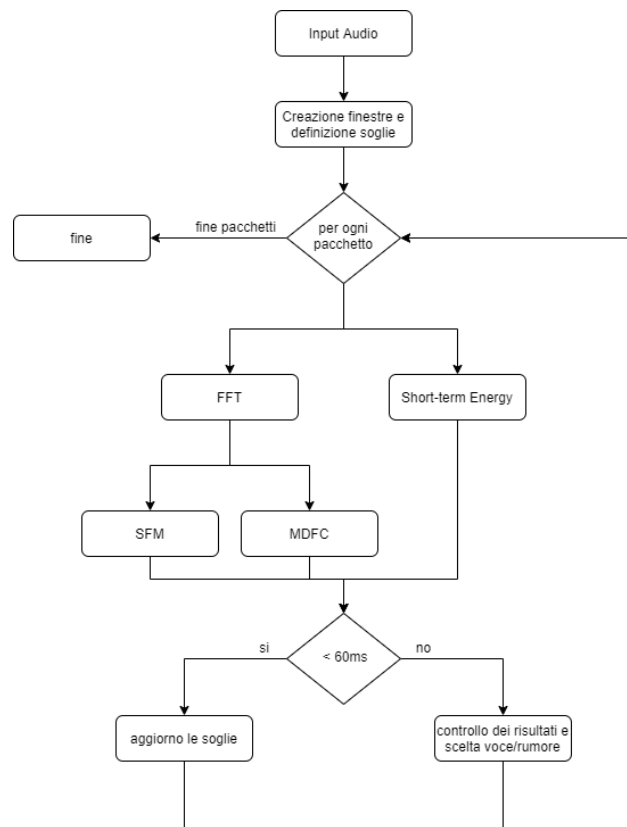 Input Audio
Creazione finestre e
definizione soglie
fine
fine pacchetti
per ogni
pacchetto
FFT
Short-term Energy
SFM
MDFC
si
< 60ms
no
aggiorno le soglie
controllo dei risultati e
scelta voce/rumore